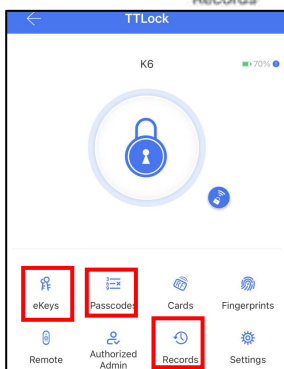 Records
TTLock
K6
70%
eKeys
Passcodes
Cards
Fingerprints
Remote
Authorized
Admin
Records
Settings